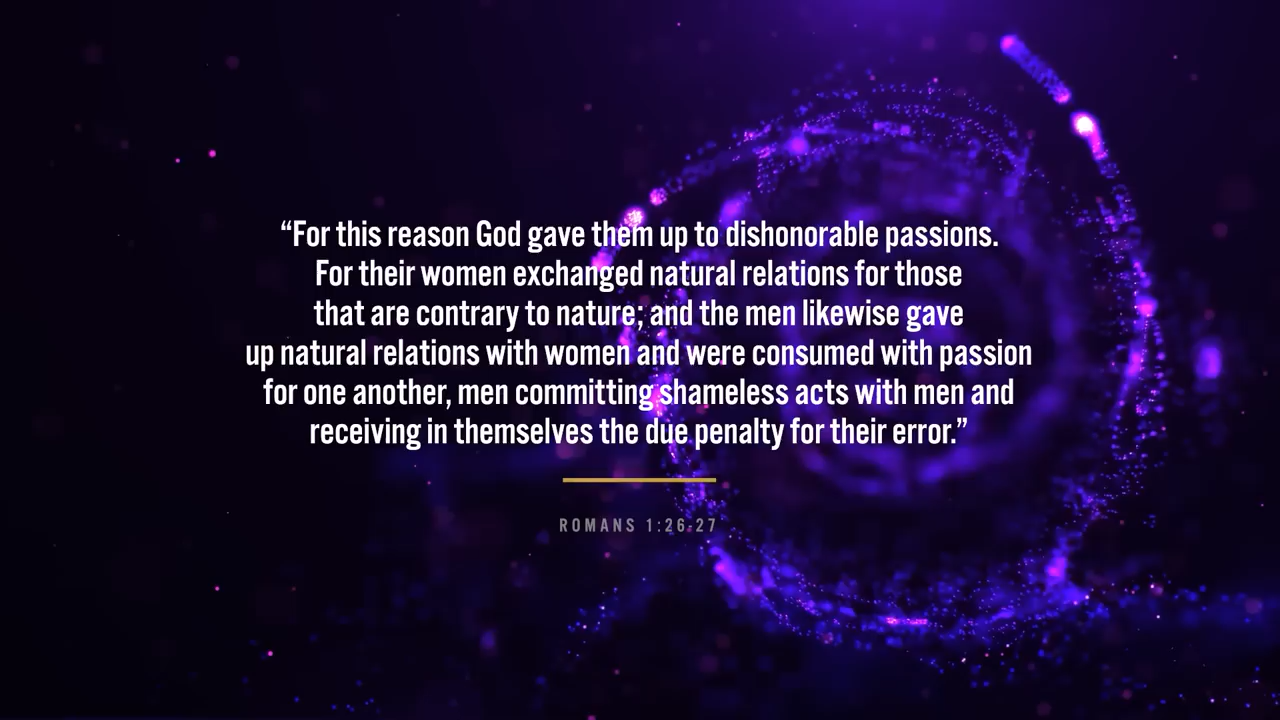 “For this reason God gave them up to dishonorable passions.
For their women exchanged natural relations for those
that are contrary to nature; and the men likewise gave
up natural relations with women and were consumed with passion
for one another, men committing shameless acts with men and
receiving in themselves the due penalty for their error.”
ROMANS 1:26-27